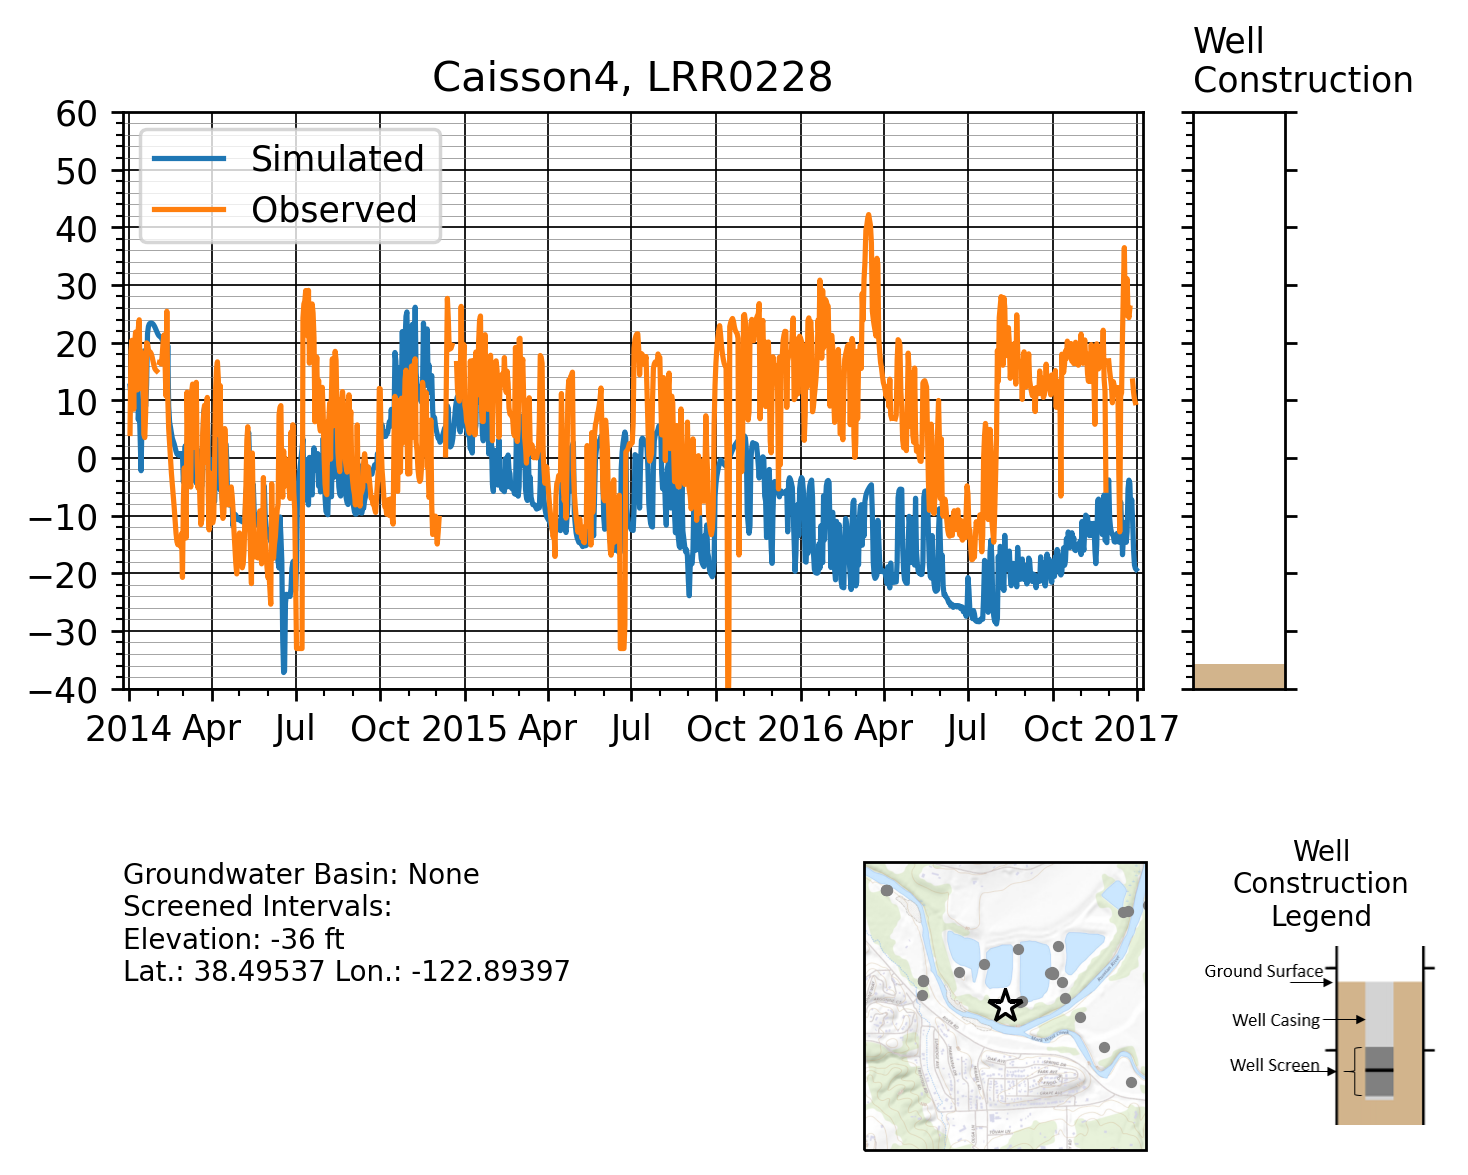 Caisson4, LRR0228
Well
Construction
60
50
40
30
20
10
0
−10
−20
−30
−40
Simulated
Observed
2014 Apr Jul Oct 2015 Apr Jul Oct 2016 Apr Jul Oct 2017
Groundwater Basin: None
Screened Intervals:
Elevation: -36 ft
Lat.: 38.49537 Lon.: -122.89397
Well
Construction
Legend
Ground Surface
Well Casing
Well Screen